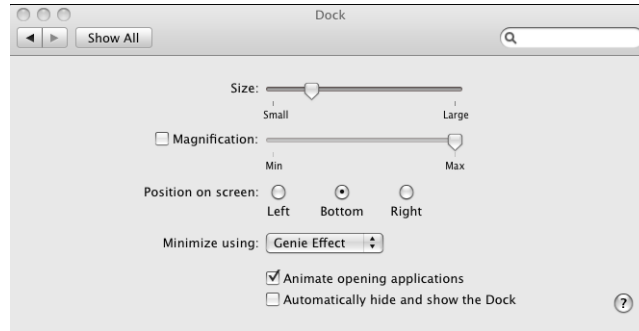 Dock
Show All
Size:
Small Large
Magnification:
Min Max
Position on screen:
Left Bottom Right
Minimize using: Genie Effect
Animate opening applications
Automatically hide and show the Dock ?